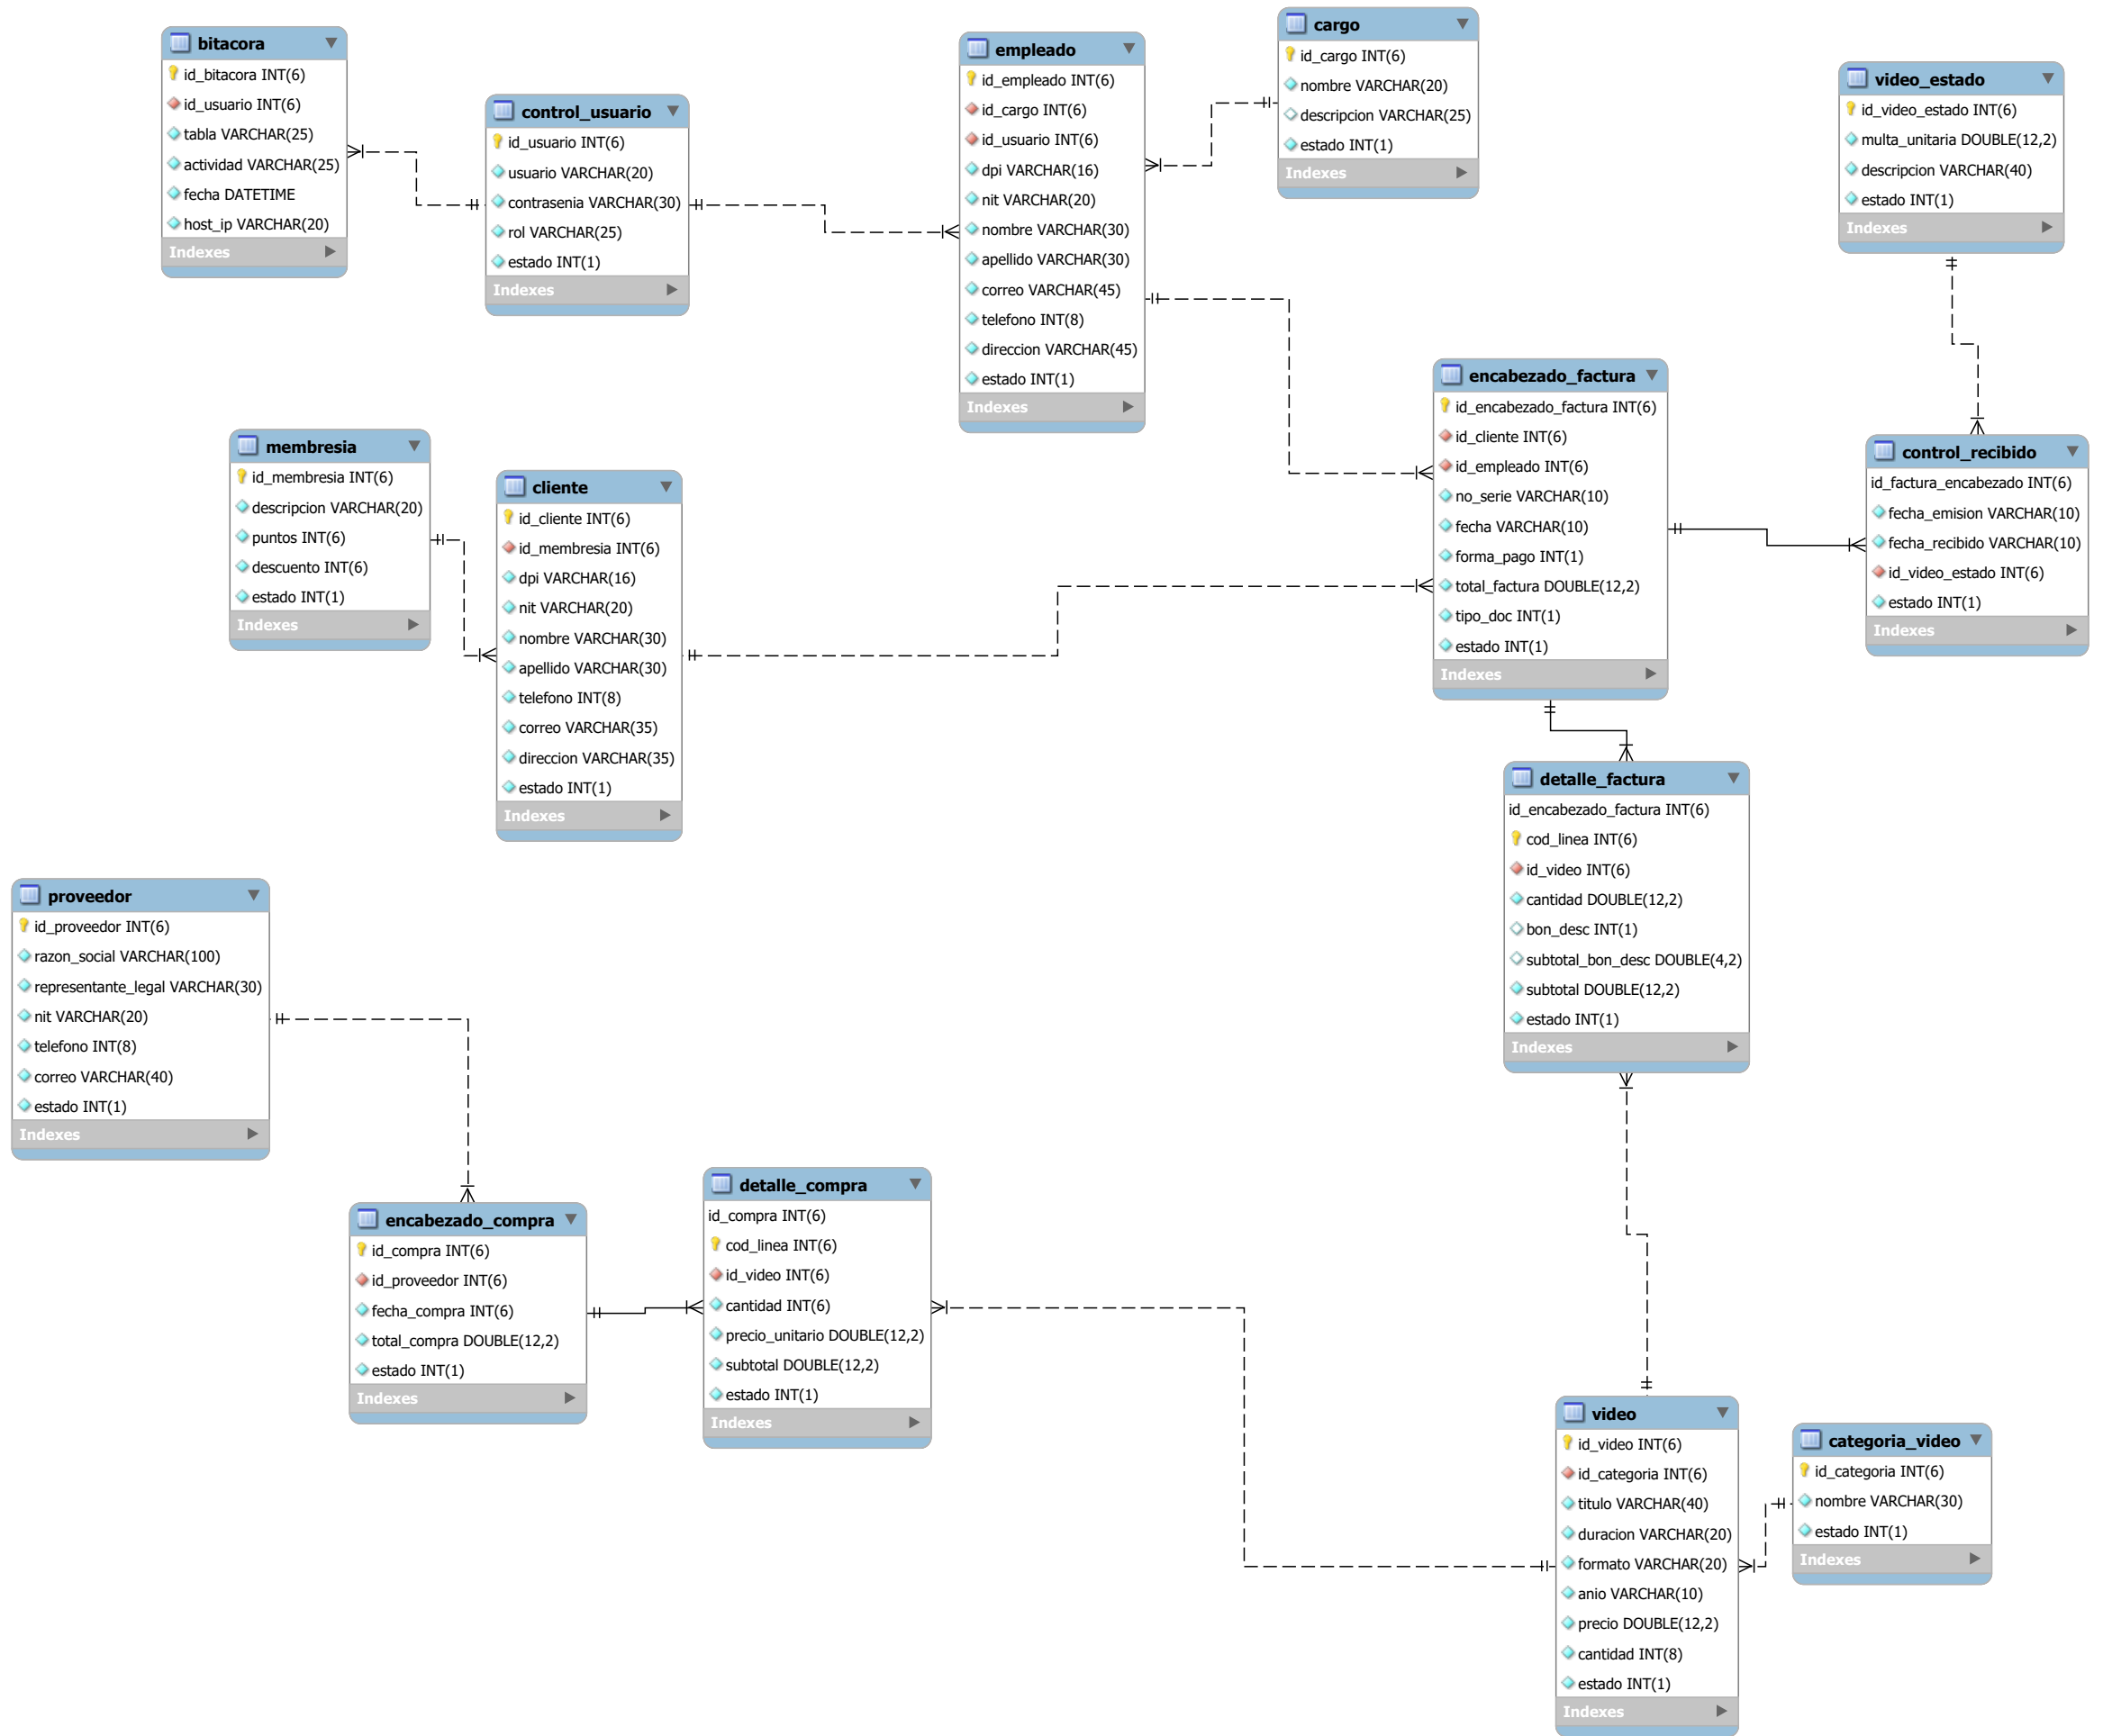 bitacora
id_bitacora INT(6)
id_usuario INT(6)
tabla VARCHAR(25)
actividad VARCHAR(25)
fecha DATETIME
host_ip VARCHAR(20)
Indexes
control_usuario
id_usuario INT(6)
usuario VARCHAR(20)
contrasenia VARCHAR(30)
rol VARCHAR(25)
estado INT(1)
Indexes
empleado
id_empleado INT(6)
id_cargo INT(6)
id_usuario INT(6)
dpi VARCHAR(16)
nit VARCHAR(20)
nombre VARCHAR(30)
apellido VARCHAR(30)
correo VARCHAR(45)
telefono INT(8)
direccion VARCHAR(45)
estado INT(1)
Indexes
cargo
id_cargo INT(6)
nombre VARCHAR(20)
descripcion VARCHAR(25)
estado INT(1)
Indexes
video_estado
id_video_estado INT(6)
multa_unitaria DOUBLE(12,2)
descripcion VARCHAR(40)
estado INT(1)
Indexes
membresia
id_membresia INT(6)
descripcion VARCHAR(20)
puntos INT(6)
descuento INT(6)
estado INT(1)
Indexes
cliente
id_cliente INT(6)
id_membresia INT(6)
dpi VARCHAR(16)
nit VARCHAR(20)
nombre VARCHAR(30)
apellido VARCHAR(30)
telefono INT(8)
correo VARCHAR(35)
direccion VARCHAR(35)
estado INT(1)
Indexes
encabezado_factura
id_encabezado_factura INT(6)
id_cliente INT(6)
id_empleado INT(6)
no_serie VARCHAR(10)
fecha VARCHAR(10)
forma_pago INT(1)
total_factura DOUBLE(12,2)
tipo_doc INT(1)
estado INT(1)
Indexes
control_recibido
id_factura_encabezado INT(6)
fecha_emision VARCHAR(10)
fecha_recibido VARCHAR(10)
id_video_estado INT(6)
estado INT(1)
Indexes
detalle_factura
id_encabezado_factura INT(6)
cod_linea INT(6)
id_video INT(6)
cantidad DOUBLE(12,2)
bon_desc INT(1)
subtotal_bon_desc DOUBLE(4,2)
subtotal DOUBLE(12,2)
estado INT(1)
Indexes
proveedor
id_proveedor INT(6)
razon_social VARCHAR(100)
representante_legal VARCHAR(30)
nit VARCHAR(20)
telefono INT(8)
correo VARCHAR(40)
estado INT(1)
Indexes
encabezado_compra
id_compra INT(6)
id_proveedor INT(6)
fecha_compra INT(6)
total_compra DOUBLE(12,2)
estado INT(1)
Indexes
detalle_compra
id_compra INT(6)
cod_linea INT(6)
id_video INT(6)
cantidad INT(6)
precio_unitario DOUBLE(12,2)
subtotal DOUBLE(12,2)
estado INT(1)
Indexes
video
id_video INT(6)
id_categoria INT(6)
titulo VARCHAR(40)
duracion VARCHAR(20)
formato VARCHAR(20)
anio VARCHAR(10)
precio DOUBLE(12,2)
cantidad INT(8)
estado INT(1)
Indexes
categoria_video
id_categoria INT(6)
nombre VARCHAR(30)
estado INT(1)
Indexes